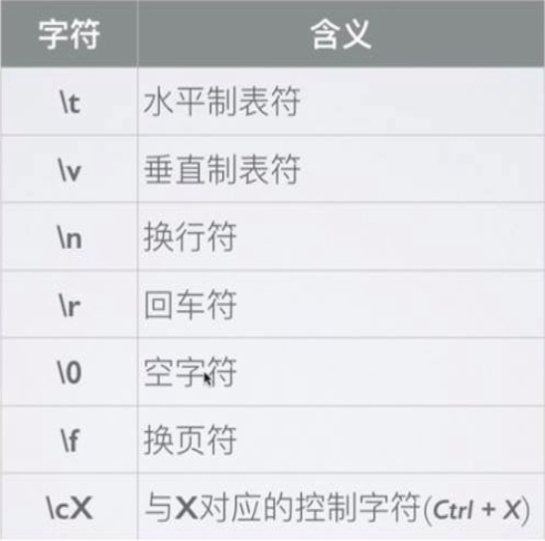 字符 含义
\t 水平制表符
\v 垂直制表符
\n 换行符
\r 回车符
\0 空字符
\f 换页符
\cX 与X对应的控制字符(Ctrl + X)